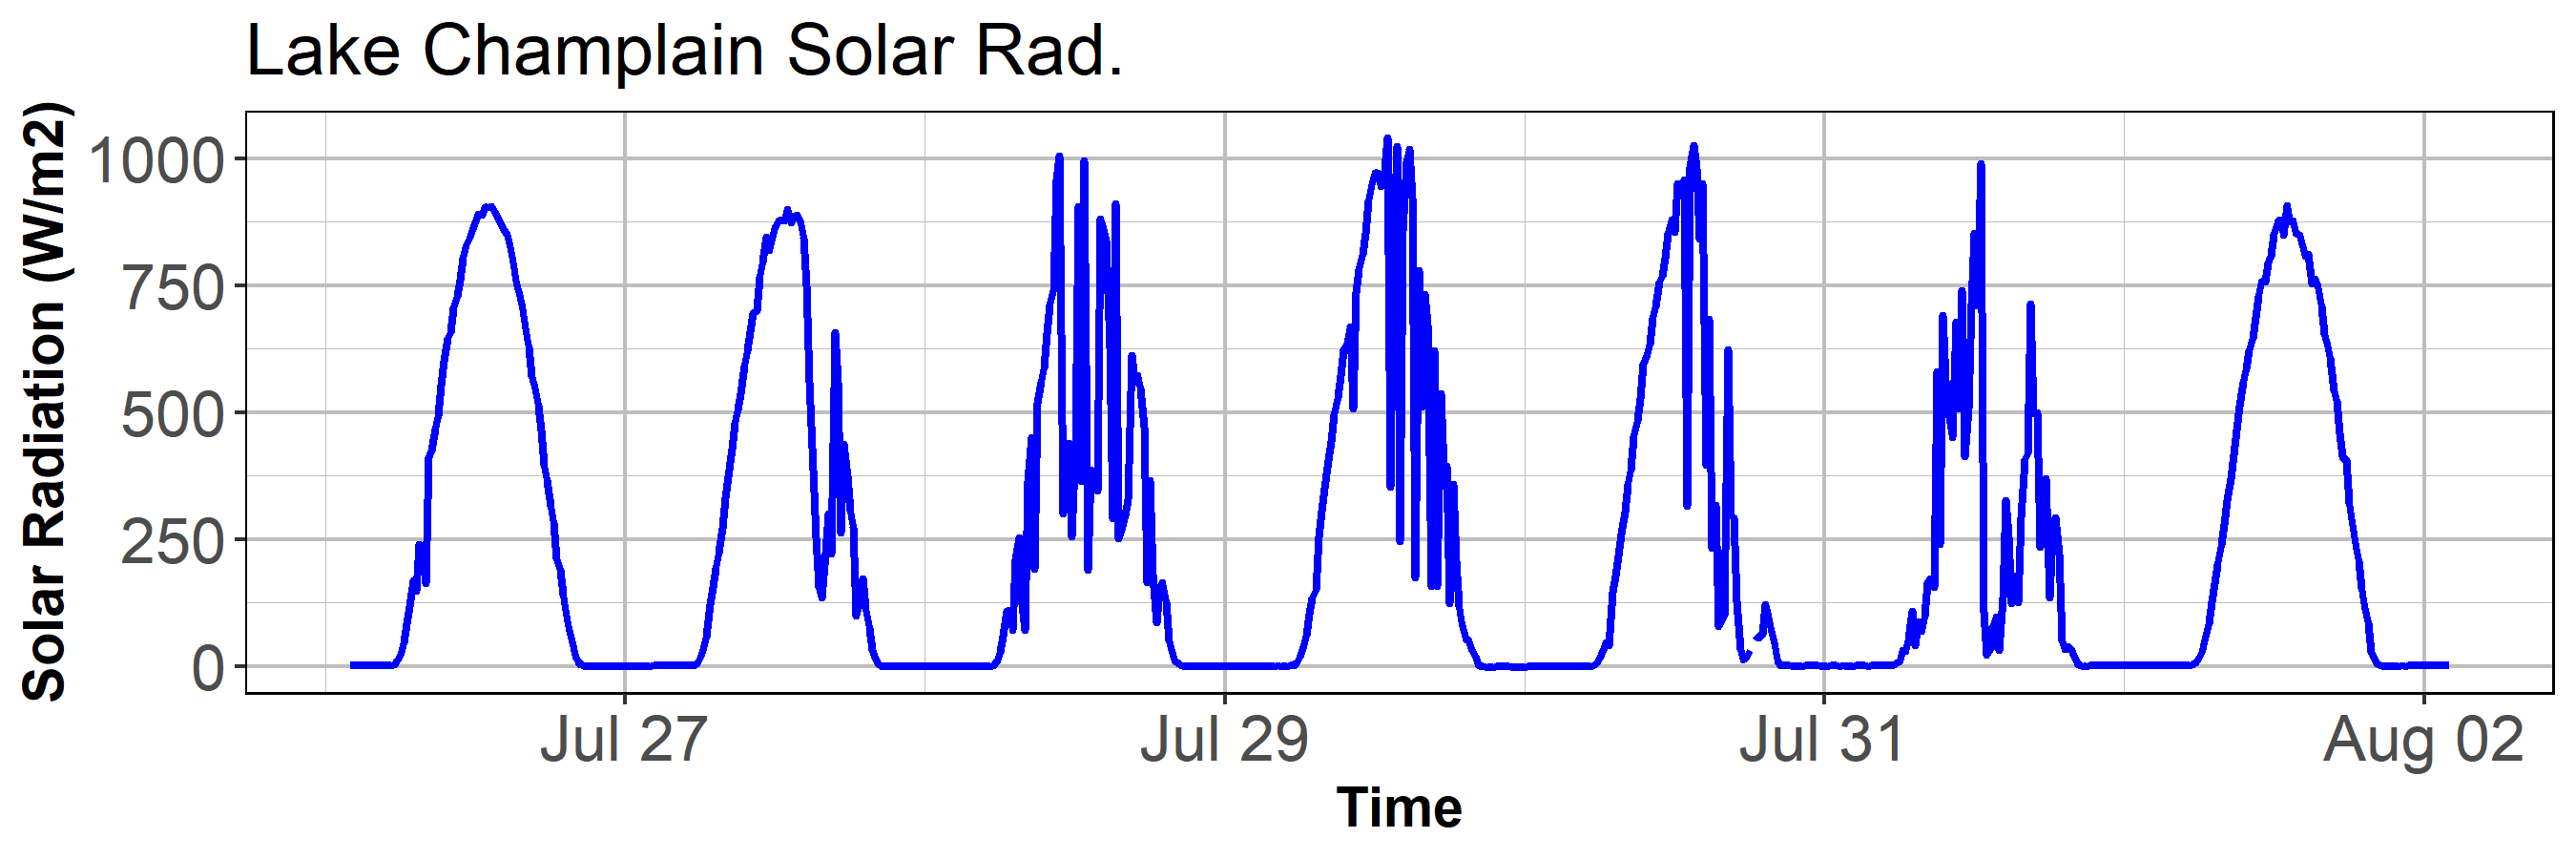 Lake Champlain Solar Rad.
Solar Radiation (W/m2)
1000
750
500
250
0
Jul 27
Jul 29
Jul 31
Aug 02
Time